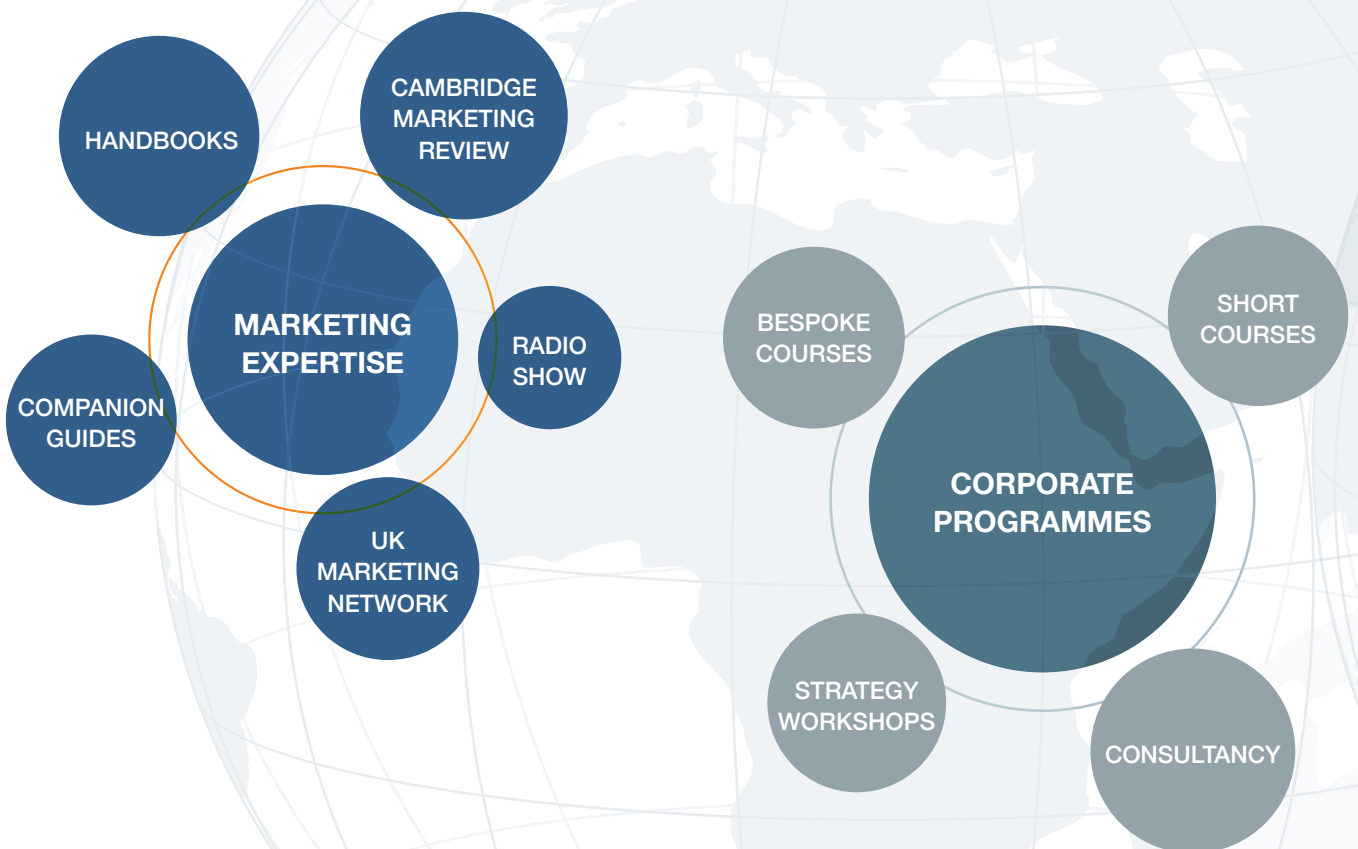 HANDBOOKS
CAMBRIDGE
MARKETING
REVIEW
MARKETING
EXPERTISE
RADIO
SHOW
COMPANION
GUIDES
UK
MARKETING
NETWORK
BESPOKE
COURSES
SHORT
COURSES
CORPORATE
PROGRAMMES
STRATEGY
WORKSHOPS
CONSULTANCY